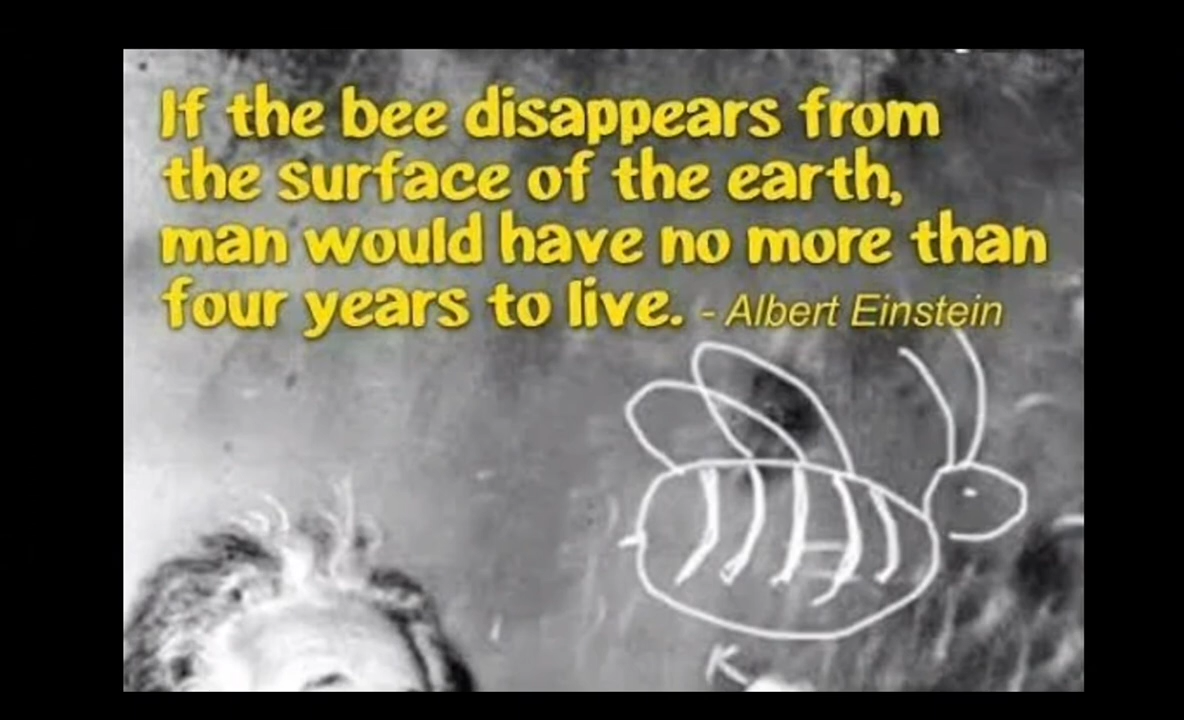 If the bee disappears from
the surface of the earth,
man would have no more than
four years to live. - Albert Einstein
K